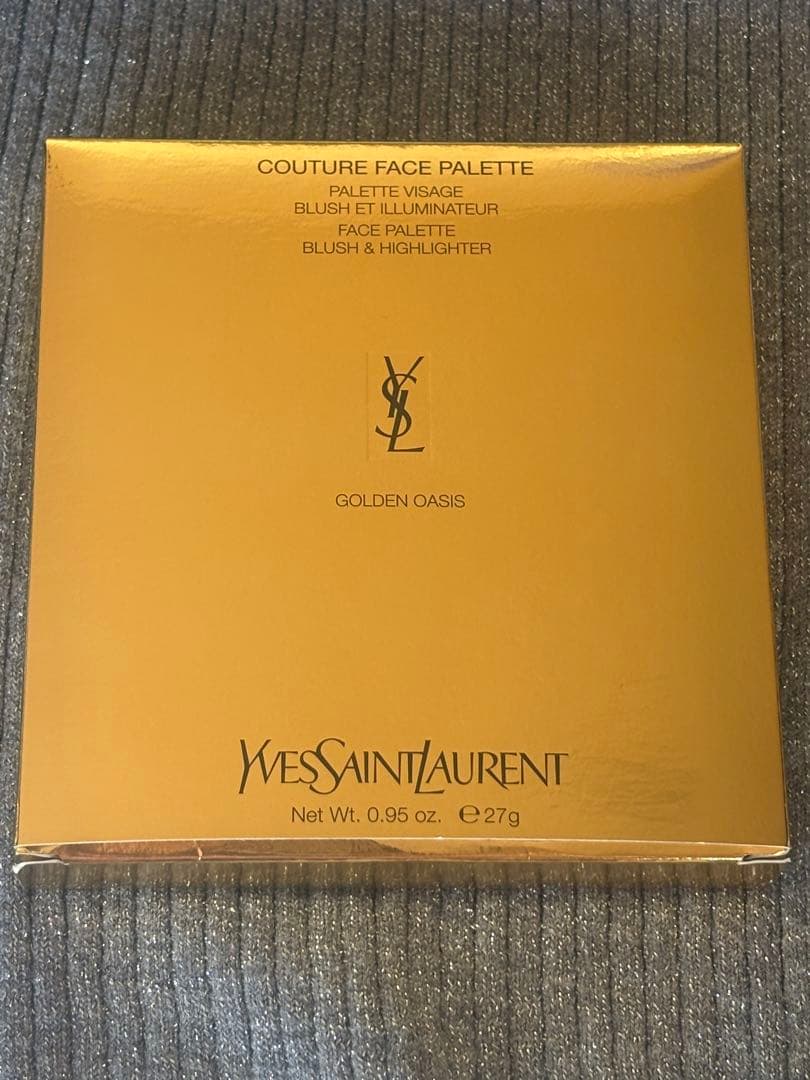 COUTURE FACE PALETTE
PALETTE VISAGE
BLUSH ET ILLUMINATEUR
FACE PALETTE
BLUSH & HIGHLIGHTER
YSL
GOLDEN OASIS
YVESSAINTLAURENT
Net Wt. 0.95 oz. ℮27g